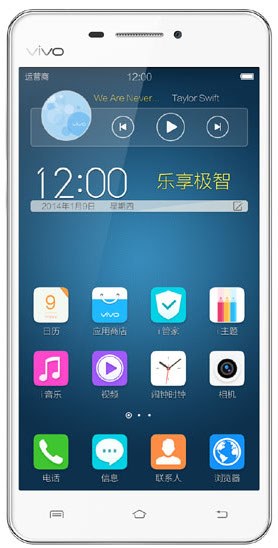 vivo
运营商 12:00
We Are Never... Taylor Swift
12:00 乐享极智
2014年1月9日 星期四
9 vivo
日历 应用商店 i管家 i主题
i音乐 视频 闹钟时钟 相机
电话 信息 联系人 浏览器